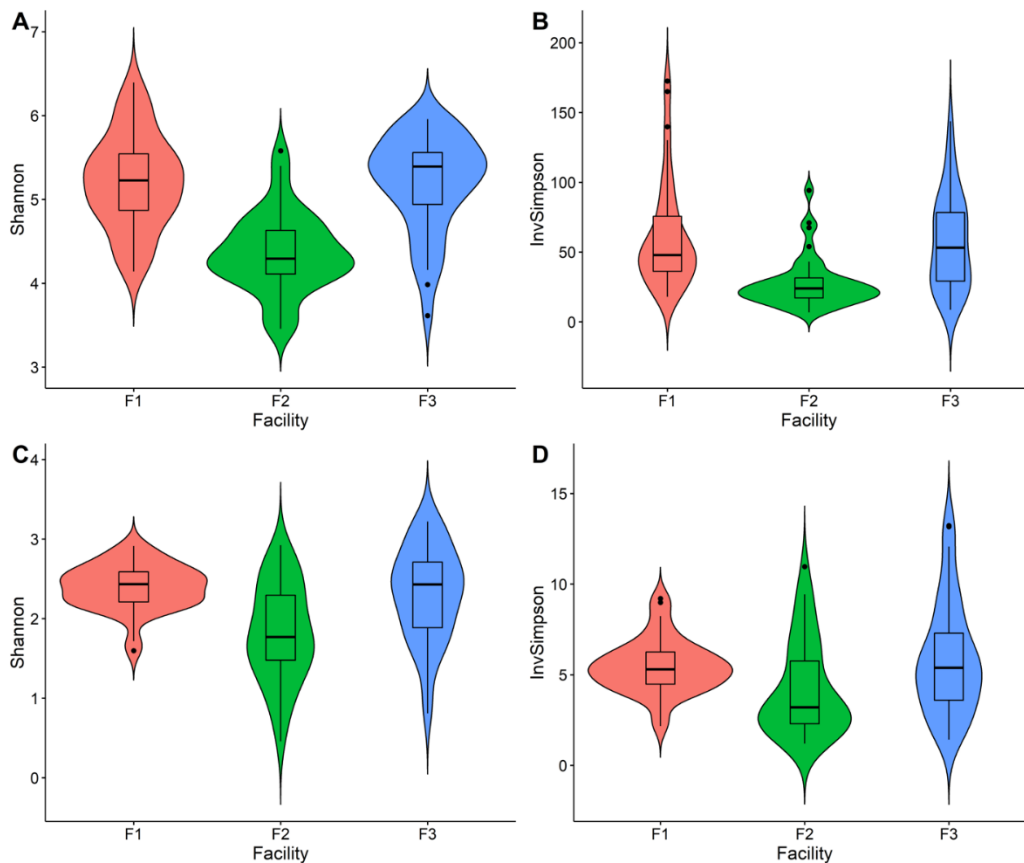 A
Shannon
7
6
5
4
3
F1
F2
F3
Facility
B
InvSimpson
200
150
100
50
0
F1
F2
F3
Facility
C
Shannon
4
3
2
1
0
F1
F2
F3
Facility
D
InvSimpson
15
10
5
0
F1
F2
F3
Facility